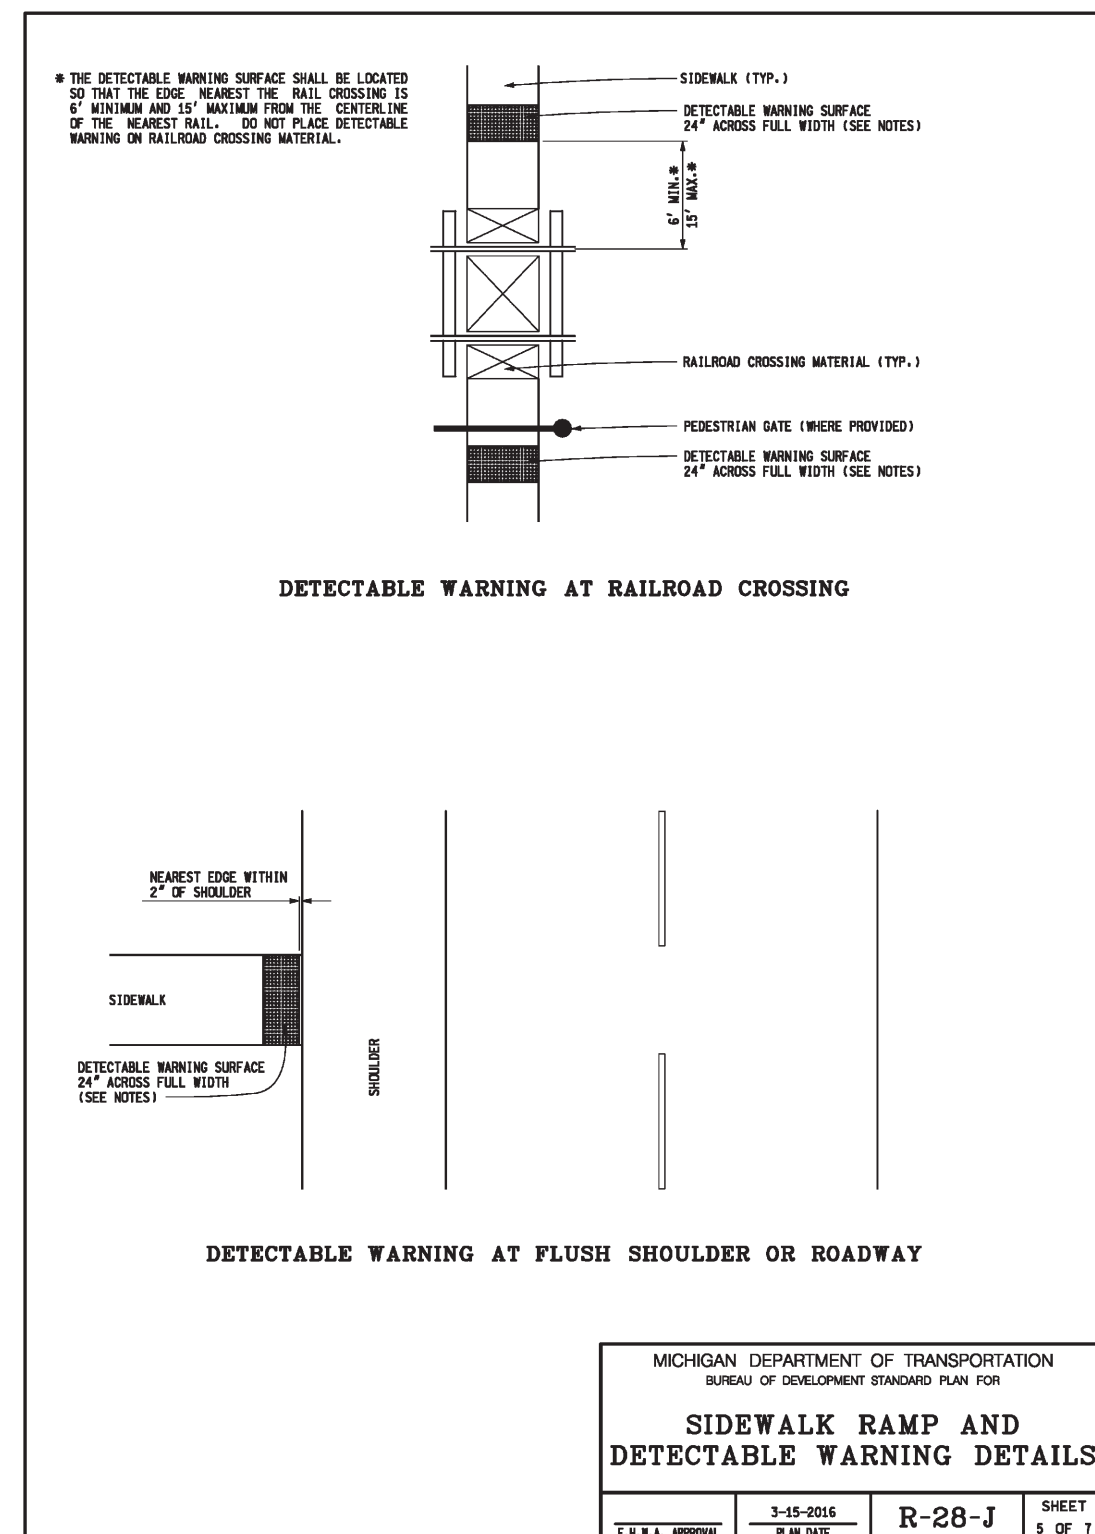 * THE DETECTABLE WARNING SURFACE SHALL BE LOCATED
SO THAT THE EDGE NEAREST THE RAIL CROSSING IS
6' MINIMUM AND 15' MAXIMUM FROM THE CENTERLINE
OF THE NEAREST RAIL. DO NOT PLACE DETECTABLE
WARNING ON RAILROAD CROSSING MATERIAL.
SIDEWALK (TYP.)
DETECTABLE WARNING SURFACE
24" ACROSS FULL WIDTH (SEE NOTES)
6' MIN.*
15' MAX.*
RAILROAD CROSSING MATERIAL (TYP.)
PEDESTRIAN GATE (WHERE PROVIDED)
DETECTABLE WARNING SURFACE
24" ACROSS FULL WIDTH (SEE NOTES)
DETECTABLE WARNING AT RAILROAD CROSSING
NEAREST EDGE WITHIN
2" OF SHOULDER
SIDEWALK
DETECTABLE WARNING SURFACE
24" ACROSS FULL WIDTH
(SEE NOTES)
SHOULDER
DETECTABLE WARNING AT FLUSH SHOULDER OR ROADWAY
MICHIGAN DEPARTMENT OF TRANSPORTATION
BUREAU OF DEVELOPMENT STANDARD PLAN FOR
SIDEWALK RAMP AND
DETECTABLE WARNING DETAILS
F.H.W.A. APPROVAL
3-15-2016
PLAN DATE
R-28-J
SHEET
5 OF 7